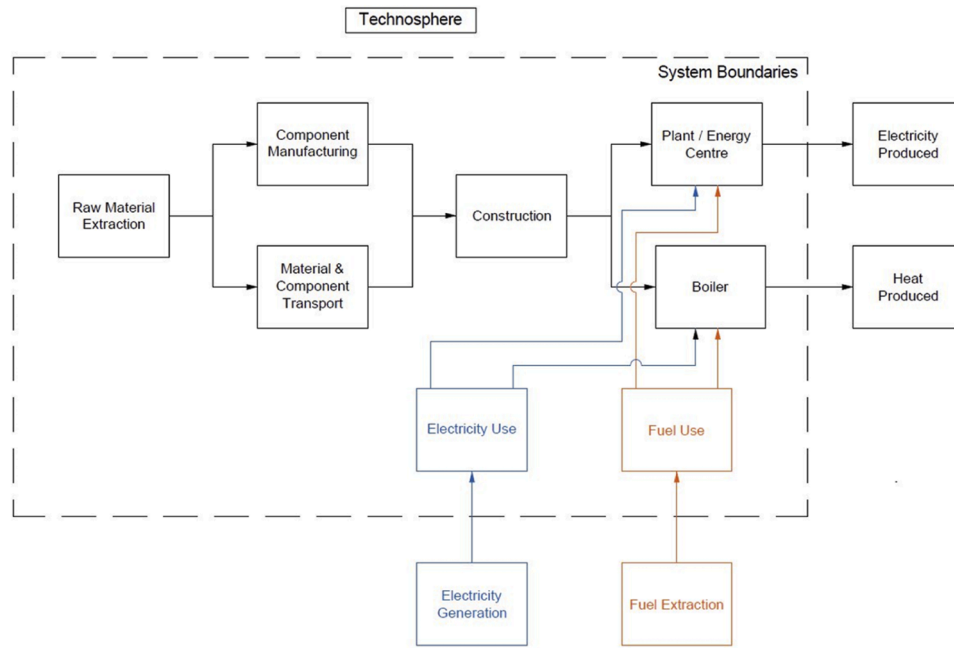 Technosphere
System Boundaries
Component
Manufacturing
Plant / Energy
Centre
Electricity
Produced
Raw Material
Extraction
Construction
Material &
Component
Transport
Boiler
Heat
Produced
Electricity Use
Fuel Use
Electricity
Generation
Fuel Extraction